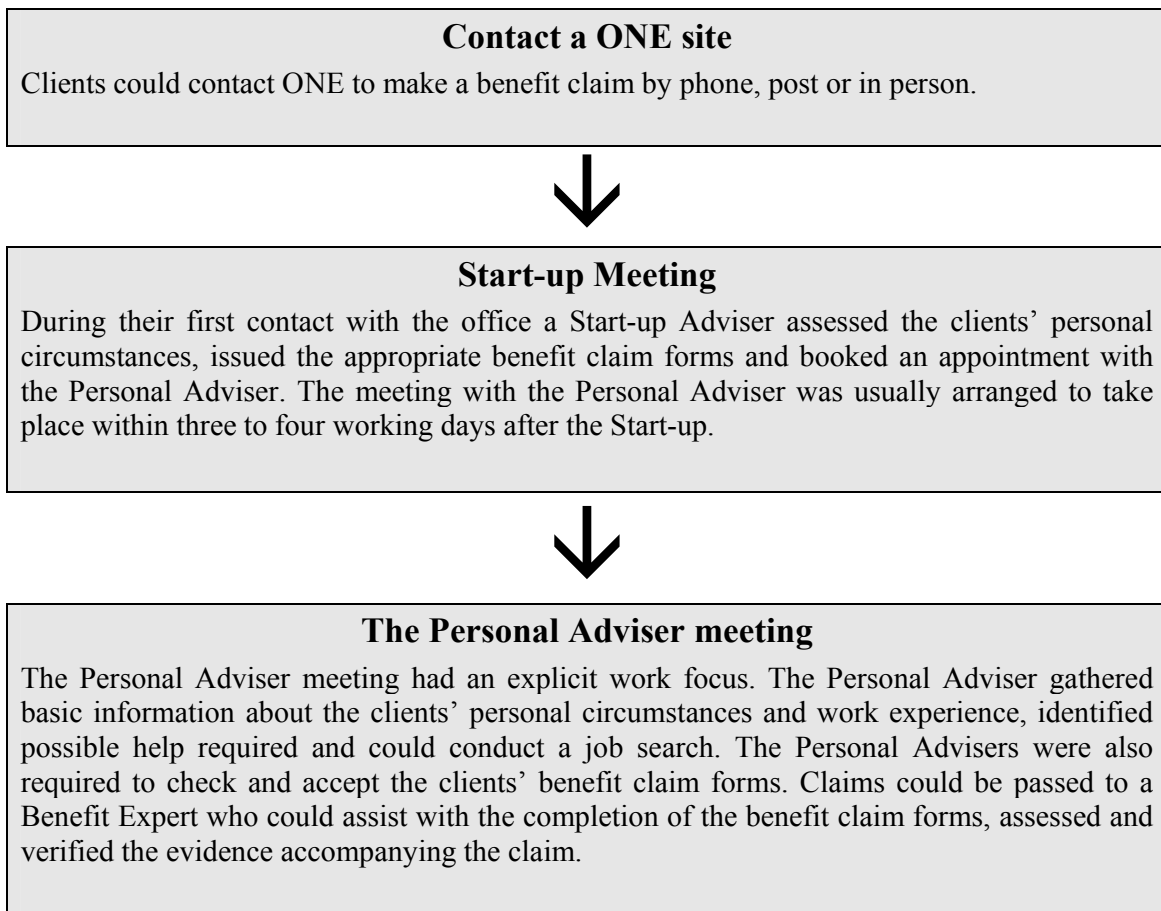 Contact a ONE site
Clients could contact ONE to make a benefit claim by phone, post or in person.
Start-up Meeting
During their first contact with the office a Start-up Adviser assessed the clients’ personal
circumstances, issued the appropriate benefit claim forms and booked an appointment with
the Personal Adviser. The meeting with the Personal Adviser was usually arranged to take
place within three to four working days after the Start-up.
The Personal Adviser meeting
The Personal Adviser meeting had an explicit work focus. The Personal Adviser gathered
basic information about the clients’ personal circumstances and work experience, identified
possible help required and could conduct a job search. The Personal Advisers were also
required to check and accept the clients’ benefit claim forms. Claims could be passed to a
Benefit Expert who could assist with the completion of the benefit claim forms, assessed and
verified the evidence accompanying the claim.